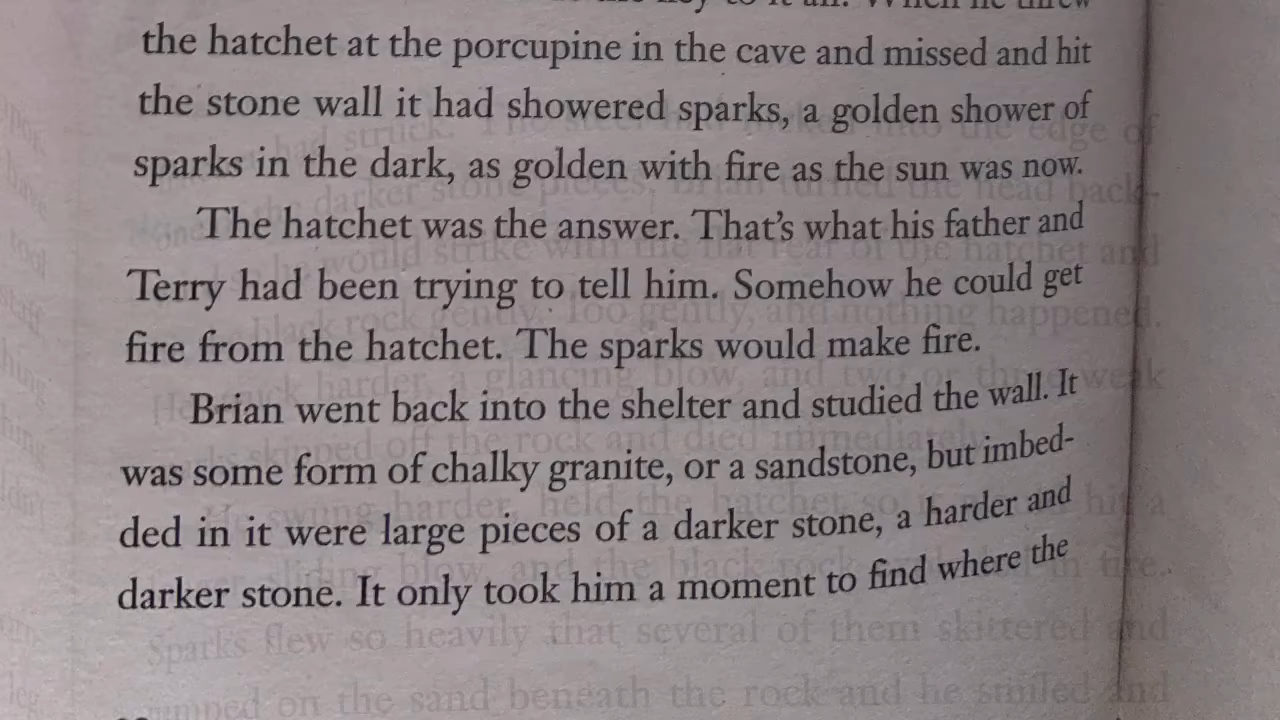 the hatchet at the porcupine in the cave and missed and hit
the stone wall it had showered sparks, a golden shower of
sparks in the dark, as golden with fire as the sun was now.
The hatchet was the answer. That's what his father and
Terry had been trying to tell him. Somehow he could get
fire from the hatchet. The sparks would make fire.
Brian went back into the shelter and studied the wall. It
was some form of chalky granite, or a sandstone, but imbed-
ded in it were large pieces of a darker stone, a harder and
darker stone. It only took him a moment to find where the